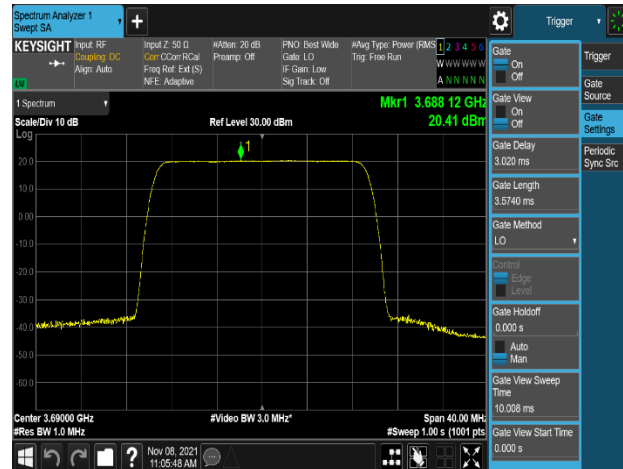 Spectrum Analyzer 1
Swept SA
Trigger
KEYSIGHT
Input: RF
Coupling: DC
Align: Auto
Input Z: 50 Ω
Corr CCorr RCal
Freq Ref: Ext (S)
NFE: Adaptive
#Atten: 20 dB
Preamp: Off
PNO: Best Wide
Gate: LO
IF Gain: Low
Sig Track: Off
#Avg Type: Power (RMS
Trig: Free Run
1 2 3 4 5 6
W W W W W W
A N N N N N
1 Spectrum
Mkr1 3.688 12 GHz
Scale/Div 10 dB
Ref Level 30.00 dBm
20.41 dBm
Log
1
20.0
10.0
0.00
-10.0
-20.0
-30.0
-40.0
-50.0
-60.0
Center 3.69000 GHz
#Video BW 3.0 MHz*
Span 40.00 MHz
#Res BW 1.0 MHz
#Sweep 1.00 s (1001 pts
Gate
On
Off
Gate View
On
Off
Gate Delay
3.020 ms
Gate Length
3.5740 ms
Gate Method
LO
Control
Edge
Level
Gate Holdoff
0.000 s
Auto
Man
Gate View Sweep
Time
10.008 ms
Gate View Start Time
0.000 s
Trigger
Gate
Source
Gate
Settings
Periodic
Sync Src
?
Nov 08, 2021
11:05:48 AM